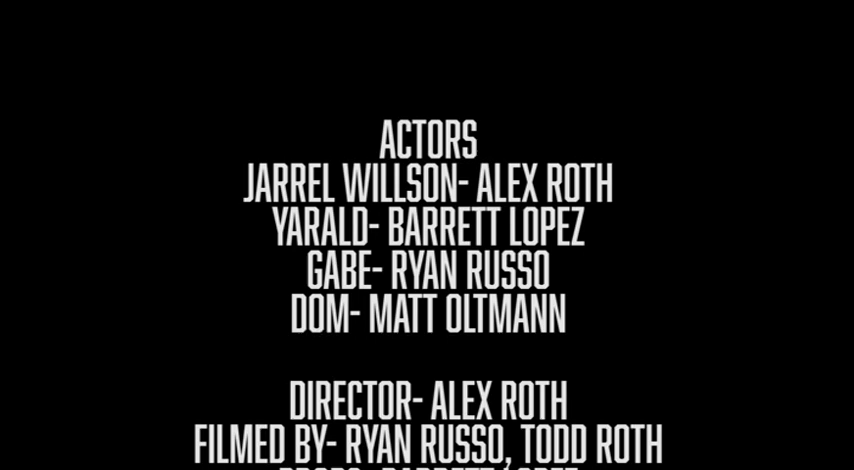 ACTORS
JARREL WILLSON- ALEX ROTH
YARALD- BARRETT LOPEZ
GABE- RYAN RUSSO
DOM- MATT OLTMANN
DIRECTOR- ALEX ROTH
FILMED BY- RYAN RUSSO, TODD ROTH